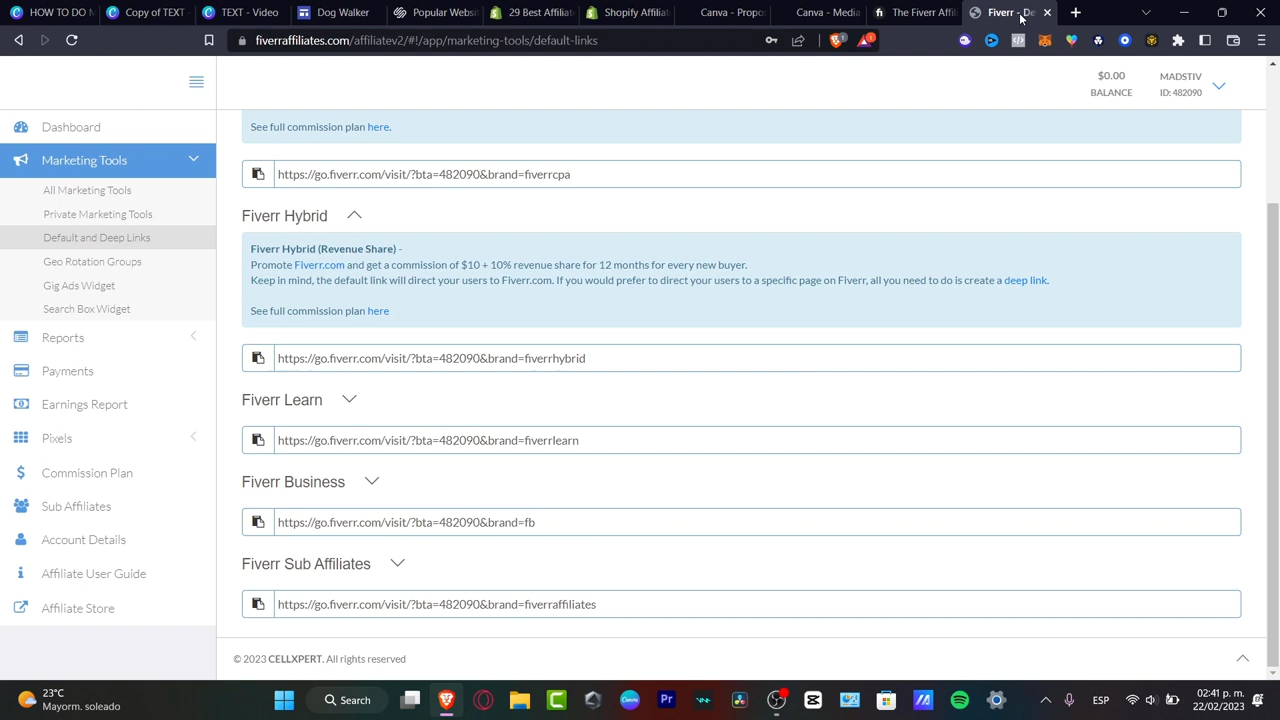 HOW TO DO M
Copy of TEXT
TEXT - Video
Dog Walker
Popular Websit
29 Best Affiliat
Shopify Affiliat
Canva - Propos
Canva - Media
The Fiverr Affil
Fiverr - De
fiverraffiliates.com/affiliatev2/#!/app/marketing-tools/default-links
$0.00
BALANCE
MADSTIV
ID: 482090
Dashboard
Marketing Tools
All Marketing Tools
Private Marketing Tools
Default and Deep Links
Geo Rotation Groups
Gig Ads Widget
Search Box Widget
Reports
Payments
Earnings Report
Pixels
Commission Plan
Sub Affiliates
Account Details
Affiliate User Guide
Affiliate Store
See full commission plan here.
https://go.fiverr.com/visit/?bta=482090&brand=fiverrcpa
Fiverr Hybrid
Fiverr Hybrid (Revenue Share) -
Promote Fiverr.com and get a commission of $10 + 10% revenue share for 12 months for every new buyer.
Keep in mind, the default link will direct your users to Fiverr.com. If you would prefer to direct your users to a specific page on Fiverr, all you need to do is create a deep link.
See full commission plan here
https://go.fiverr.com/visit/?bta=482090&brand=fiverrhybrid
Fiverr Learn
https://go.fiverr.com/visit/?bta=482090&brand=fiverrlearn
Fiverr Business
https://go.fiverr.com/visit/?bta=482090&brand=fb
Fiverr Sub Affiliates
https://go.fiverr.com/visit/?bta=482090&brand=fiverraffiliates
© 2023 CELLXPERT. All rights reserved
23°C
Mayorm. soleado
Search
ESP
02:41 p. m.
22/02/2023